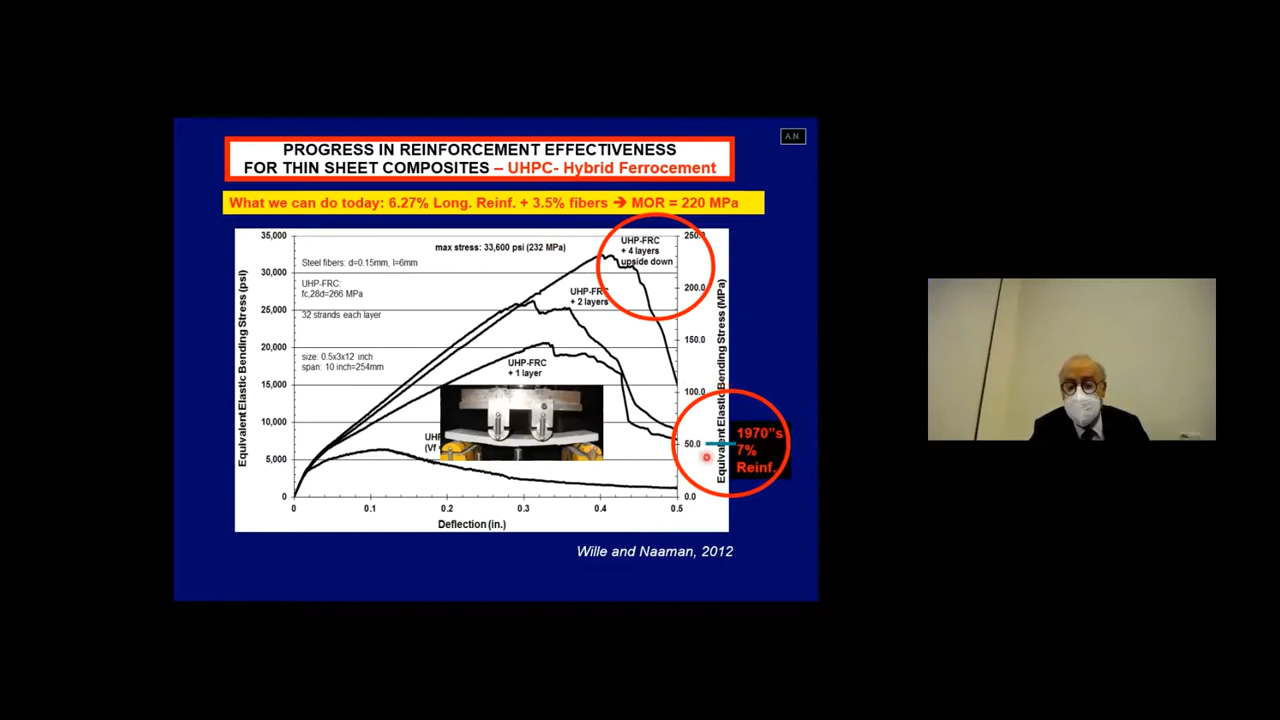 A.N
PROGRESS IN REINFORCEMENT EFFECTIVENESS
FOR THIN SHEET COMPOSITES – UHPC- Hybrid Ferrocement
What we can do today: 6.27% Long. Reinf. + 3.5% fibers ➔ MOR = 220 MPa
35,000
30,000
25,000
20,000
15,000
10,000
5,000
0
Equivalent Elastic Bending Stress (psi)
max stress: 33,600 psi (232 MPa)
Steel fibers: d=0.15mm, l=6mm
UHP-FRC:
fc,28d=266 MPa
32 strands each layer
size: 0.5x3x12 inch
span: 10 inch=254mm
UHP-FRC
+ 4 layers
upside down
UHP-FRC
+ 2 layers
UHP-FRC
+ 1 layer
(Vf
250.0
200.0
150.0
100.0
50.0
0.0
Equivalent Elastic Bending Stress (MPa)
1970"s
7%
Reinf.
0 0.1 0.2 0.3 0.4 0.5
Deflection (in.)
Wille and Naaman, 2012